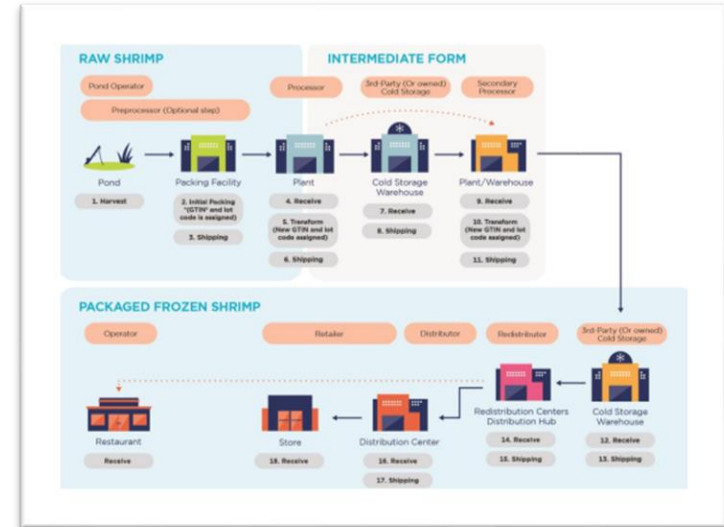 RAW SHRIMP
INTERMEDIATE FORM
Pond Operator
Processor
3rd-Party (Or owned)
Cold Storage
Secondary
Processor
Preprocessor (Optional step)
Pond
Packing Facility
Plant
Cold Storage
Warehouse
Plant/Warehouse
1. Harvest
2. Initial Packing
*(GTIN* and lot
code is assigned)
3. Shipping
4. Receive
5. Transform
(New GTIN and lot
code assigned)
6. Shipping
7. Receive
8. Shipping
9. Receive
10. Transform
(New GTIN and lot
code assigned)
11. Shipping
PACKAGED FROZEN SHRIMP
Operator
Retailer
Distributor
Redistributor
3rd-Party (Or owned)
Cold Storage
Restaurant
Store
Distribution Center
Redistribution Centers
Distribution Hub
Cold Storage
Warehouse
Receive
18. Receive
16. Receive
17. Shipping
14. Receive
15. Shipping
12. Receive
13. Shipping